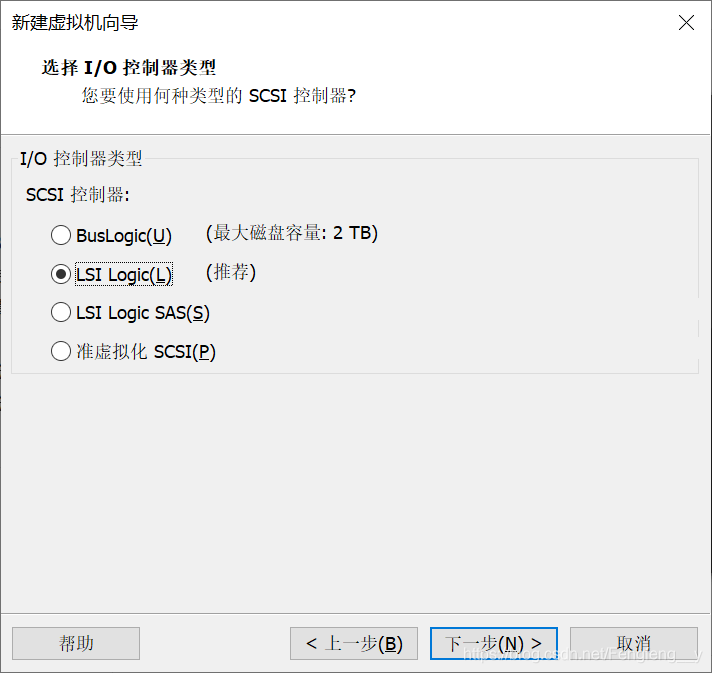 新建虚拟机向导
选择 I/O 控制器类型
您要使用何种类型的 SCSI 控制器?
I/O 控制器类型
SCSI 控制器:
BusLogic(U) (最大磁盘容量: 2 TB)
LSI Logic(L) (推荐)
LSI Logic SAS(S)
准虚拟化 SCSI(P)
帮助 < 上一步(B) 下一步(N) > 取消
https://blog.csdn.net/Fengfeng__y